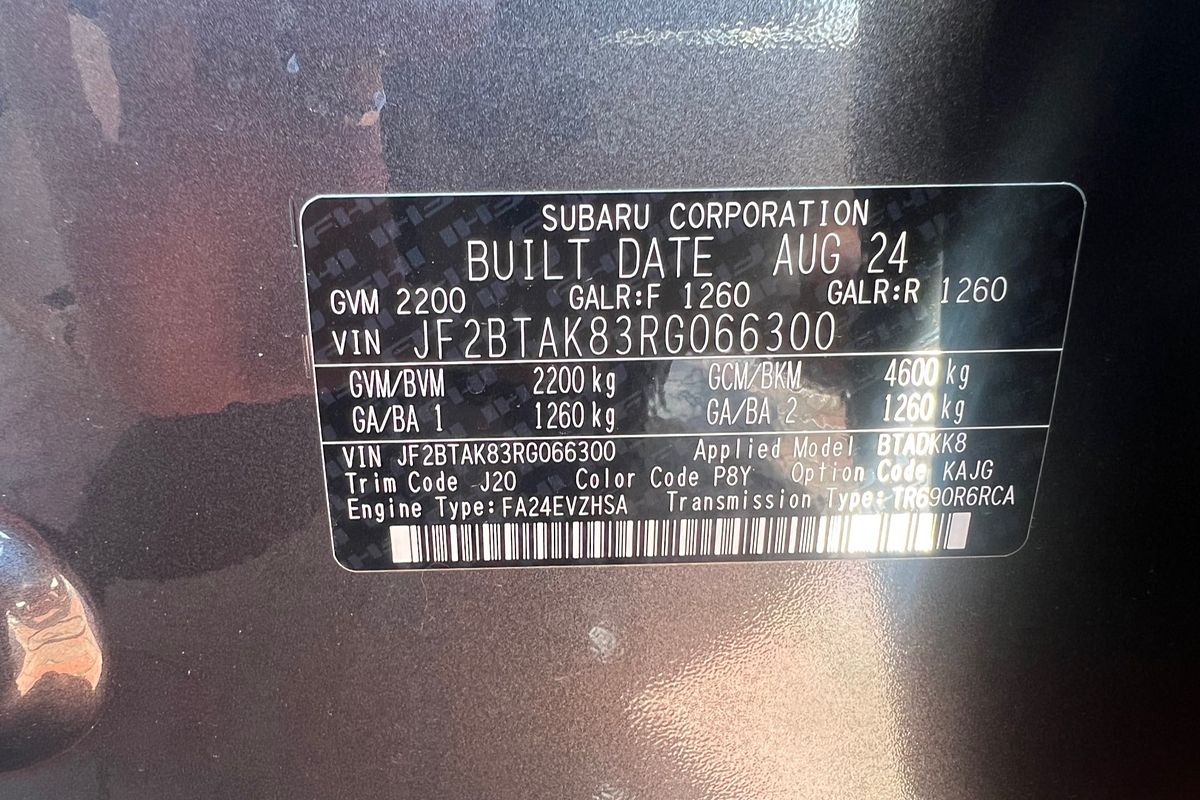 SUBARU CORPORATION
BUILT DATE AUG 24
GVM 2200 GALR:F 1260 GALR:R 1260
VIN JF2BTAK83RG066300
GVM/BVM 2200 kg GCM/BKM 4600 kg
GA/BA 1 1260 kg GA/BA 2 1260 kg
VIN JF2BTAK83RG066300 Applied Model BTADKK8
Trim Code J20 Color Code P8Y Option Code KAJG
Engine Type: FA24EVZHSA Transmission Type: TR690R6RCA